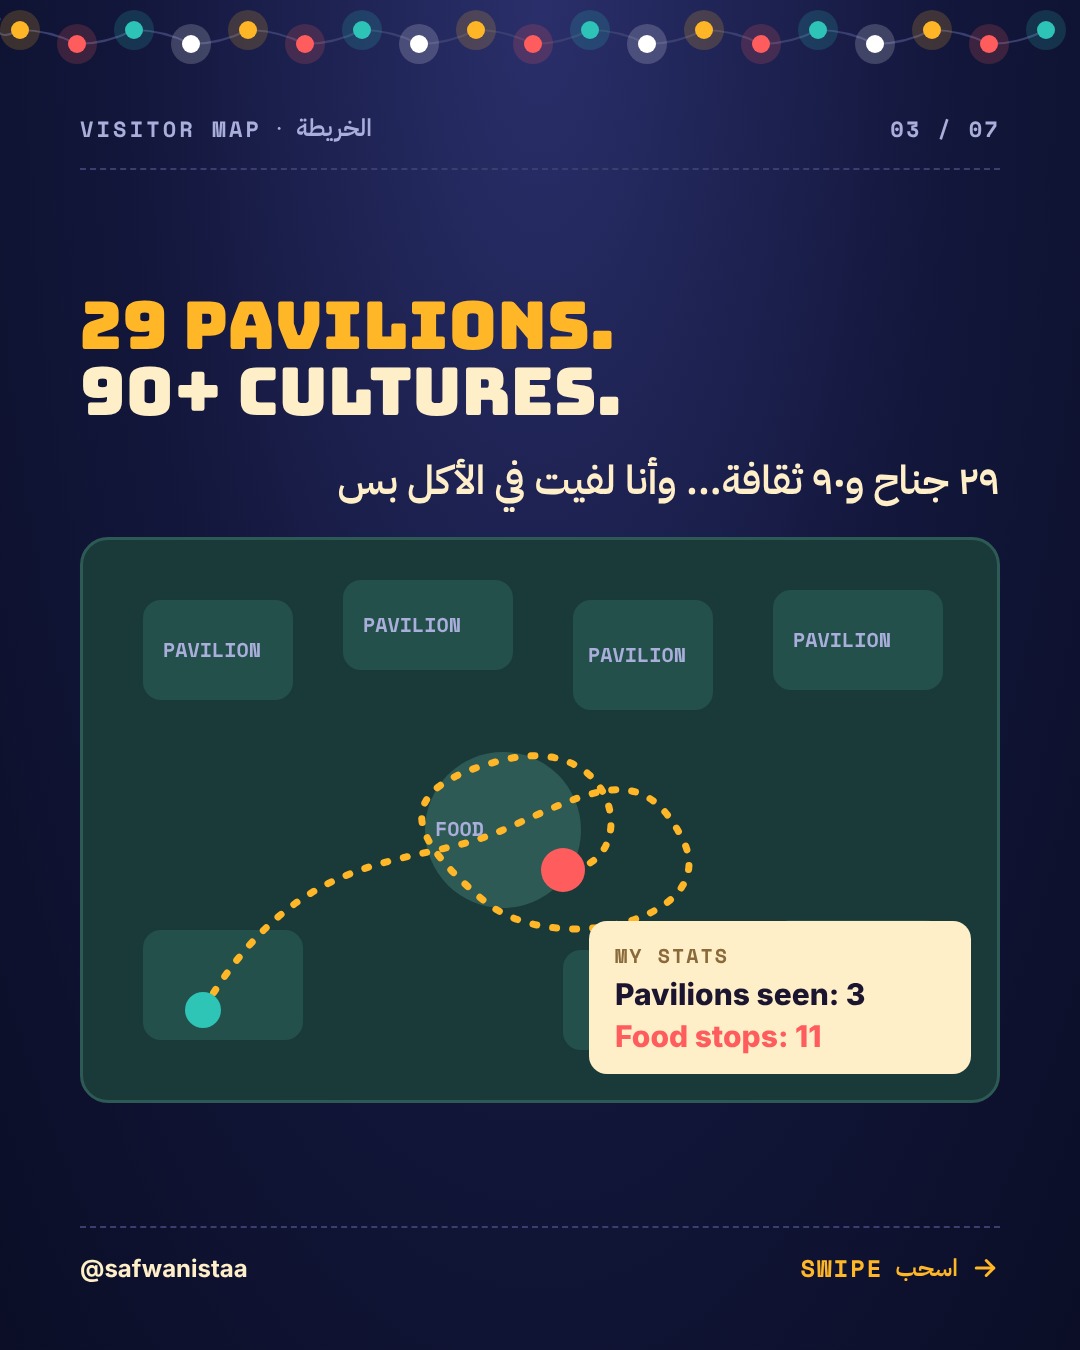 VISITOR MAP · الخريطة
03 / 07
29 PAVILIONS.
90+ CULTURES.
٢٩ جناح و٩٠ ثقافة... وأنا لفيت في الأكل بس
PAVILION
PAVILION
PAVILION
PAVILION
FOOD
MY STATS
Pavilions seen: 3
Food stops: 11
@safwanistaa
SWIPE اسحب →